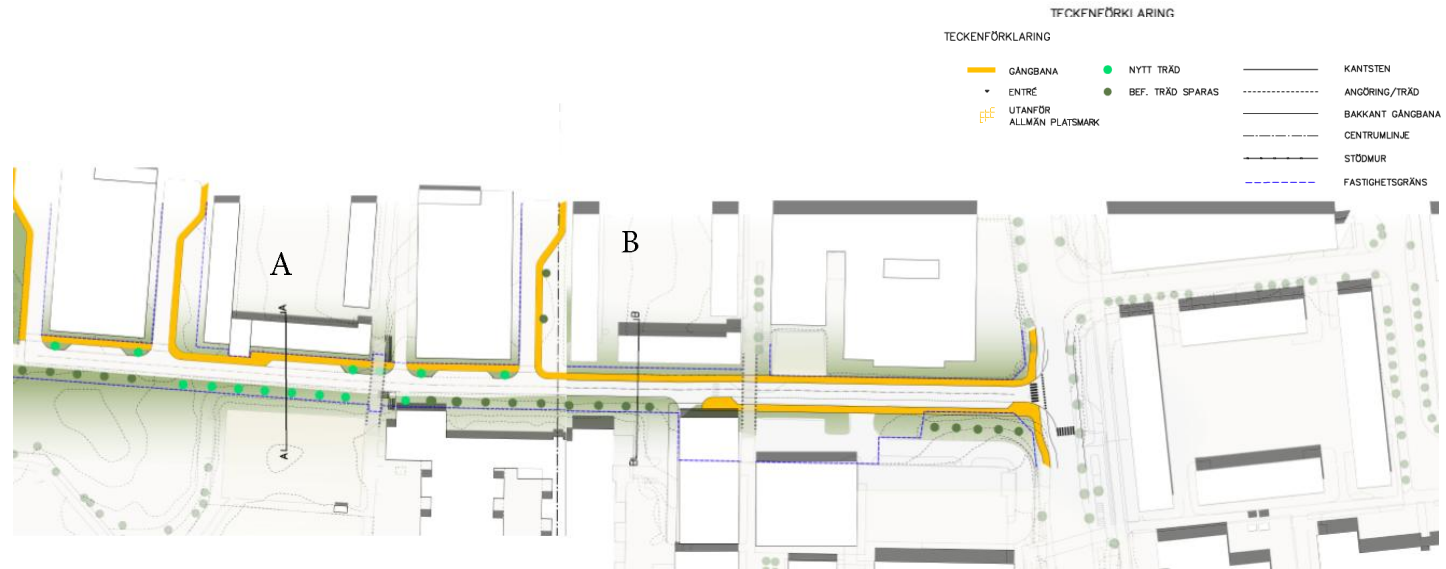 TECKENFÖRKLARING
TECKENFÖRKLARING
GÅNGBANA
ENTRÉ
UTANFÖR
ALLMÄN PLATSMARK
NYTT TRÄD
BEF. TRÄD SPARAS
KANTSTEN
ANGÖRING/TRÄD
BAKKANT GÅNGBANA
CENTRUMLINJE
STÖDMUR
FASTIGHETSGRÄNS
A
B
A
B
A
B